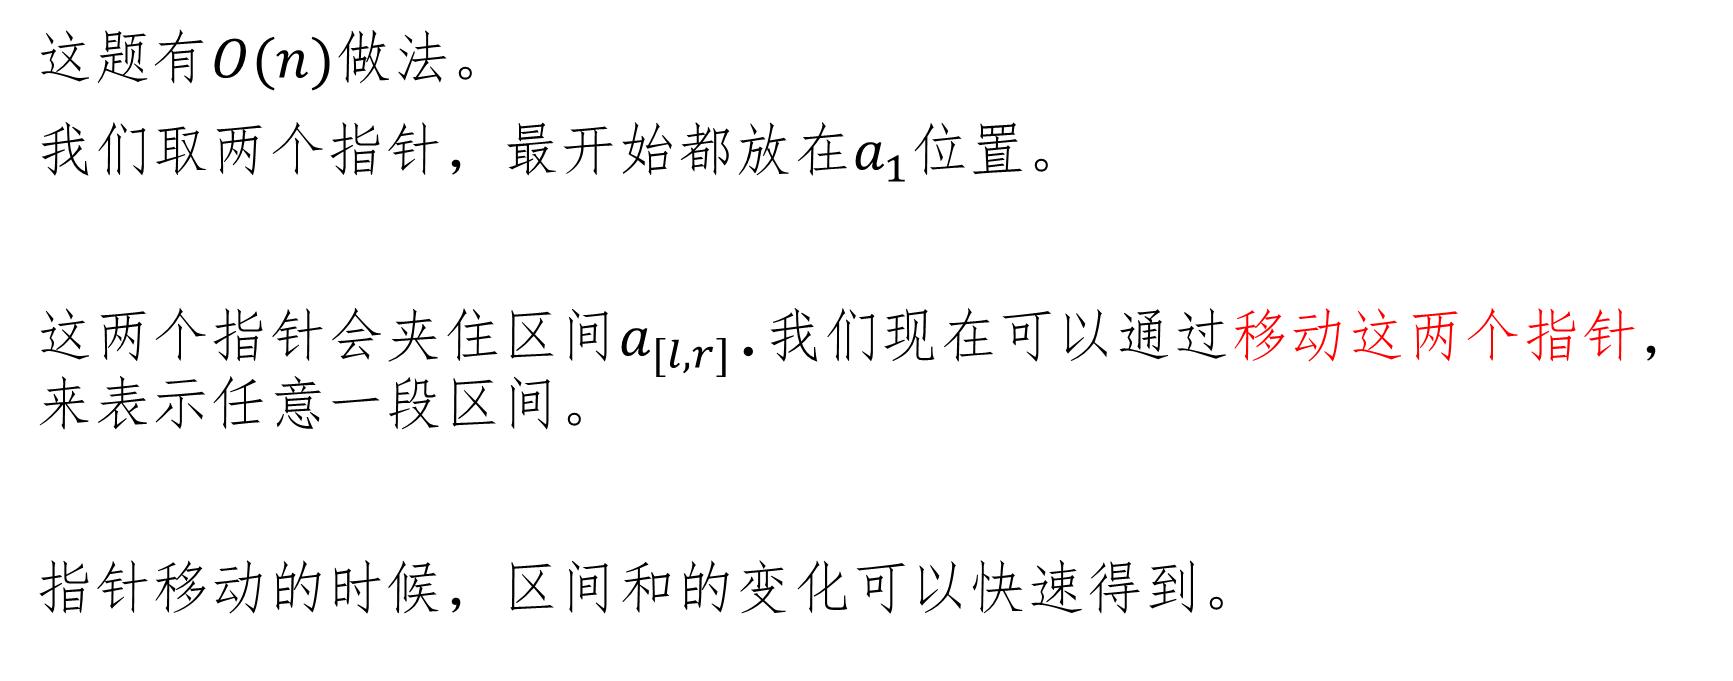 这题有O(n)做法。
我们取两个指针，最开始都放在a₁位置。
这两个指针会夹住区间a[l,r].我们现在可以通过移动这两个指针，
来表示任意一段区间。
指针移动的时候，区间和的变化可以快速得到。